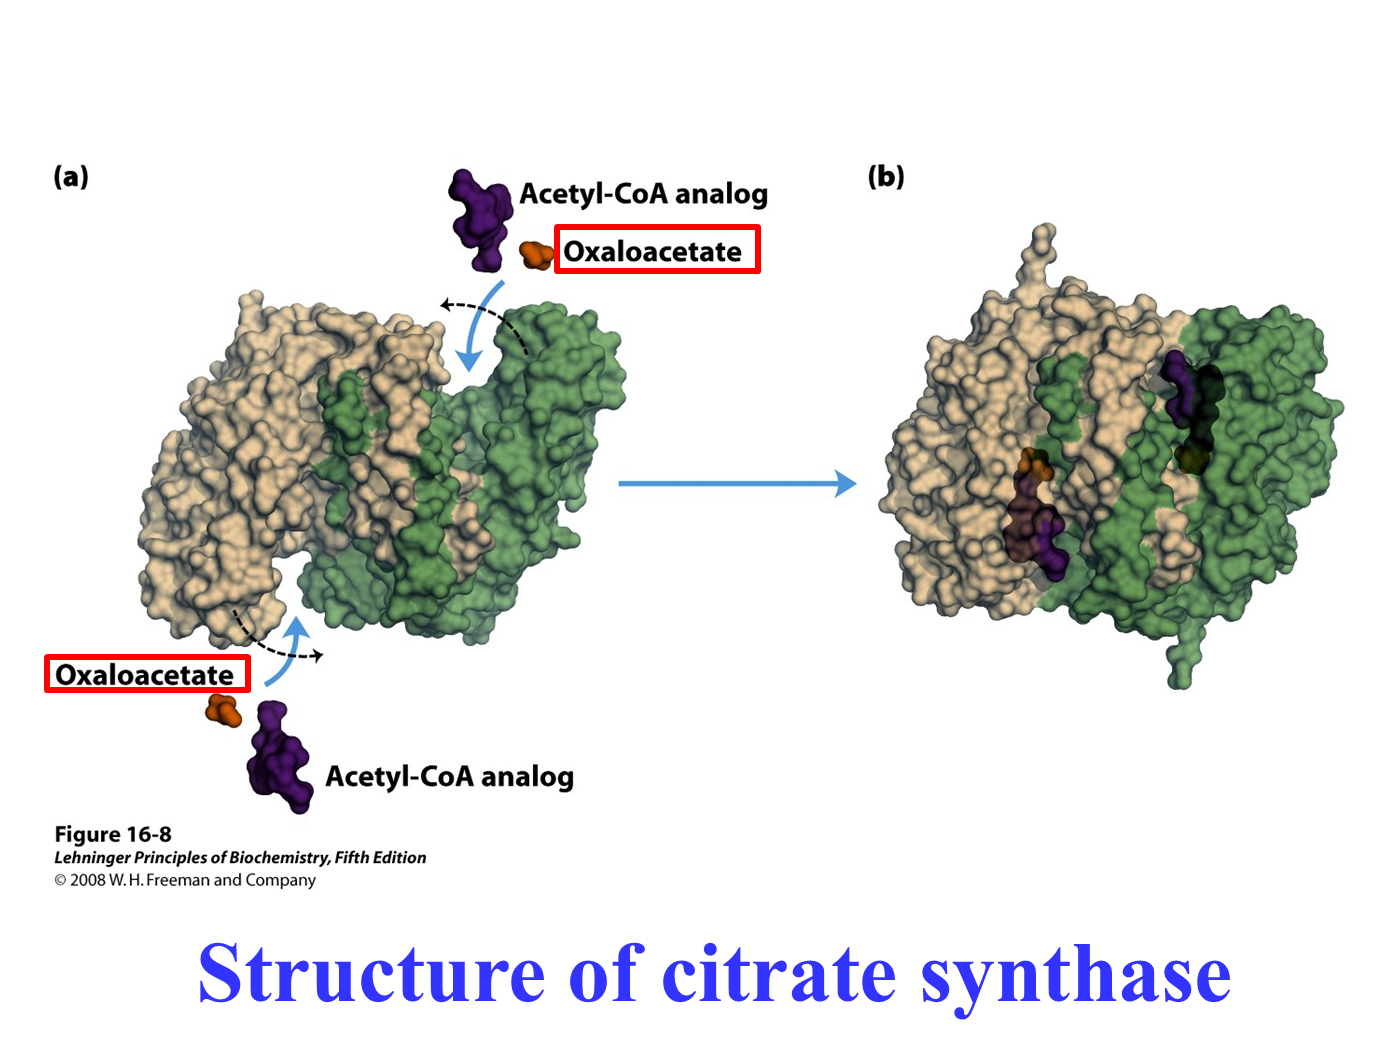 (a)
(b)
Acetyl-CoA analog
Oxaloacetate
Oxaloacetate
Acetyl-CoA analog
Figure 16-8
Lehninger Principles of Biochemistry, Fifth Edition
© 2008 W. H. Freeman and Company
Structure of citrate synthase